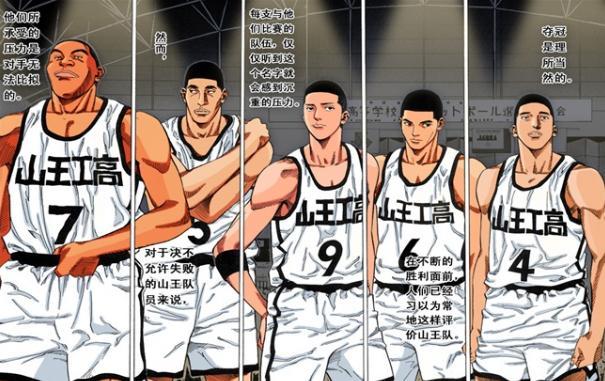 夺冠
是理
所当
然的。
每支与他
们比赛的
队伍，仅
仅听到这
个名字就
会感到沉
重的压力。
然而，
他们所
承受的
压力是
对手无
法比拟
的。
对于决不
允许失败
的山王队
员来说，
在不断的
胜利面前，
人们已经
习以为常
地这样评
价山王队。
山王工高
7
山王工高
5
山王工高
9
山王工高
6
山王工高
4